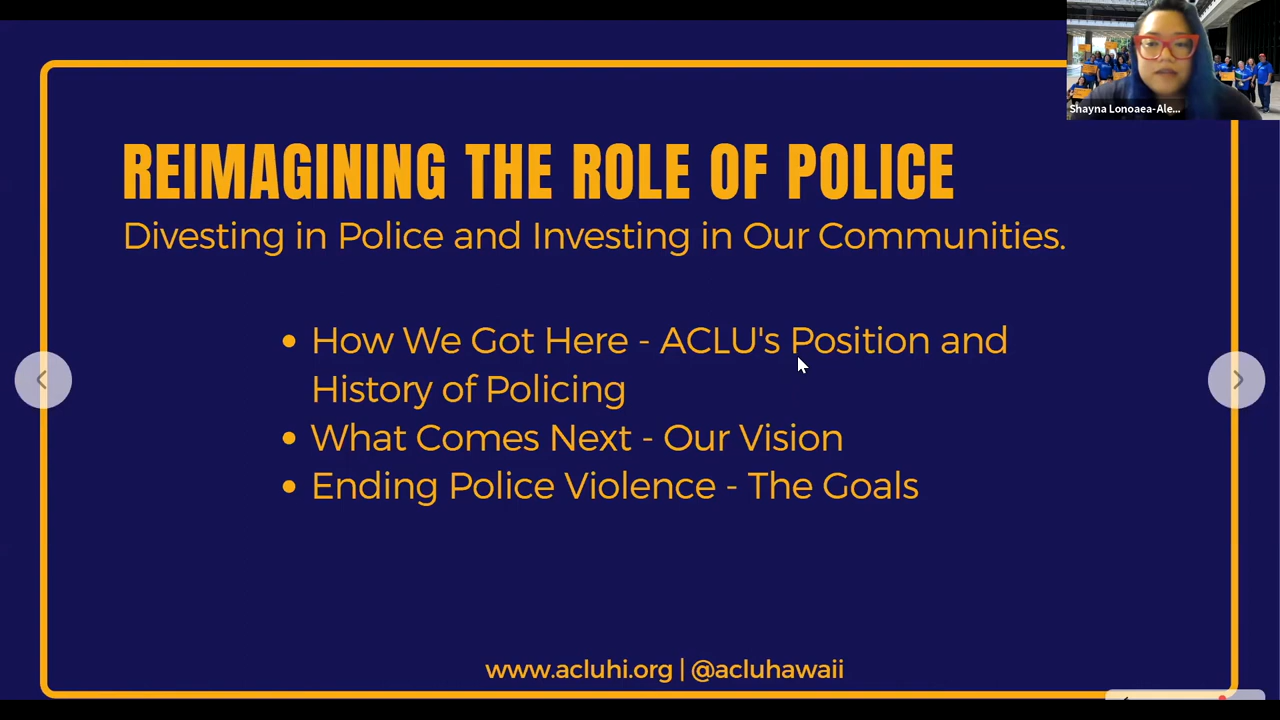 Shayna Lonoaea-Ale...
REIMAGINING THE ROLE OF POLICE
Divesting in Police and Investing in Our Communities.
• How We Got Here - ACLU's Position and
History of Policing
• What Comes Next - Our Vision
• Ending Police Violence - The Goals
www.acluhi.org | @acluhawaii